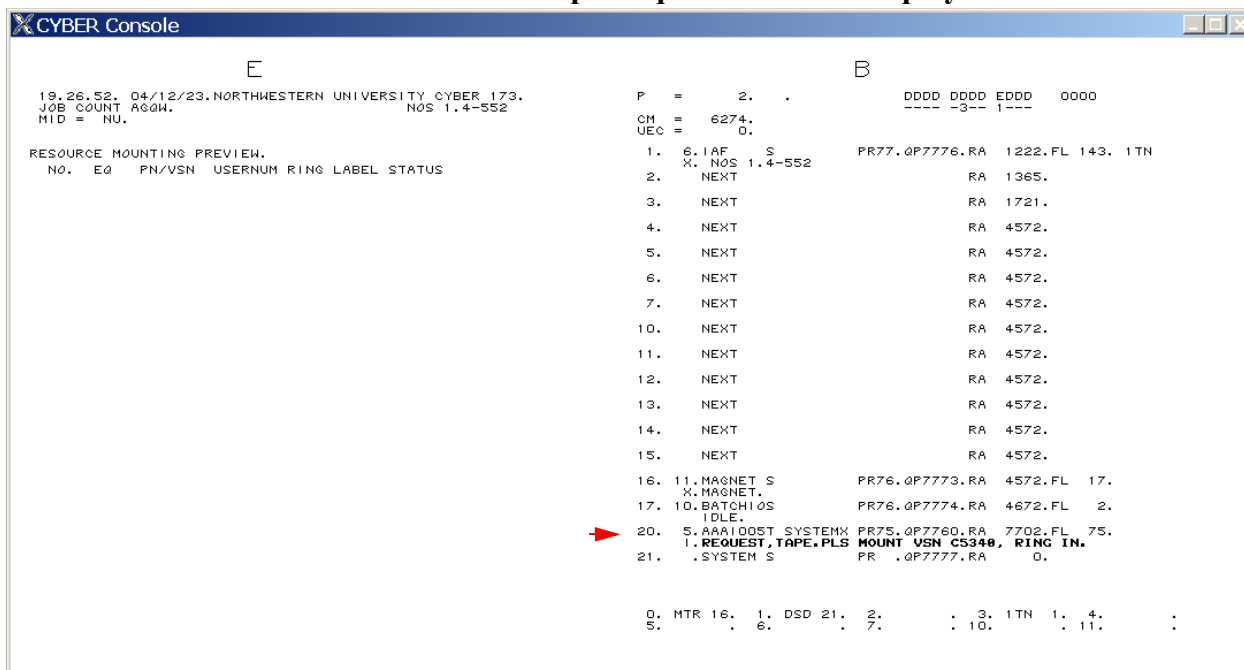 CYBER Console
E
19.26.52. 04/12/23.NORTHWESTERN UNIVERSITY CYBER 173.
JOB COUNT AGQW. NOS 1.4-552
MID = NU.
RESOURCE MOUNTING PREVIEW.
NO. EQ PN/VSN USERNUM RING LABEL STATUS
B
P = 2. . DDDD DDDD EDDD 0000
---- -3-- 1---
CM = 6274.
UEC = 0.
1. 6.IAF S PR77.QP7776.RA 1222.FL 143. 1TN
X. NOS 1.4-552
2. NEXT RA 1365.
3. NEXT RA 1721.
4. NEXT RA 4572.
5. NEXT RA 4572.
6. NEXT RA 4572.
7. NEXT RA 4572.
10. NEXT RA 4572.
11. NEXT RA 4572.
12. NEXT RA 4572.
13. NEXT RA 4572.
14. NEXT RA 4572.
15. NEXT RA 4572.
16. 11.MAGNET S PR76.QP7773.RA 4572.FL 17.
X.MAGNET.
17. 10.BATCHIOS PR76.QP7774.RA 4672.FL 2.
IDLE.
20. 5.AAAI005T SYSTEMX PR75.QP7760.RA 7702.FL 75.
I.REQUEST,TAPE.PLS MOUNT VSN C5340, RING IN.
21. .SYSTEM S PR .QP7777.RA 0.
0. MTR 16. 1. DSD 21. 2. . 3. 1TN 1. 4. .
5. . 6. . 7. . 10. . 11. .